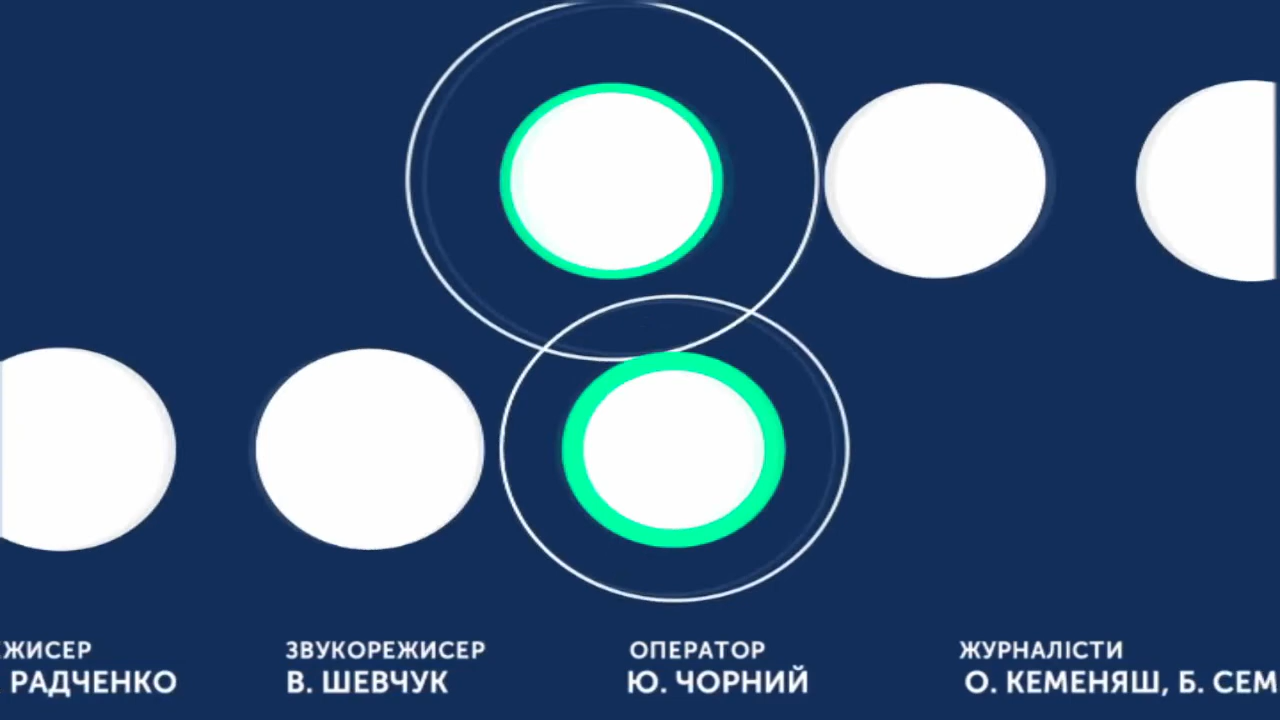 ЖИСЕР
РАДЧЕНКО
ЗВУКОРЕЖИСЕР
В. ШЕВЧУК
ОПЕРАТОР
Ю. ЧОРНИЙ
ЖУРНАЛІСТИ
О. КЕМЕНЯШ, Б. СЕМ